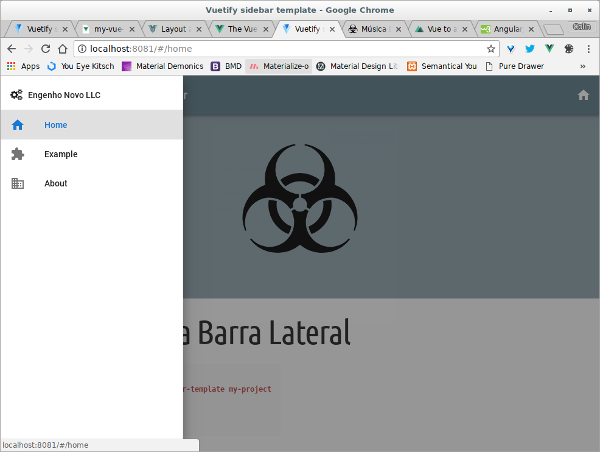 Vuetify sidebar template - Google Chrome
Vuetify my-vue- Layout The Vue Vuetify Música Vue to a Angular Calin
localhost:8081/#/home
Apps You Eye Kitsch Material Demonics BMD Materialize-o Material Design Lit Semantical You Pure Drawer »
Engenho Novo LLC
r
Home
Example
About
a Barra Lateral
r-template my-project
localhost:8081/#/home